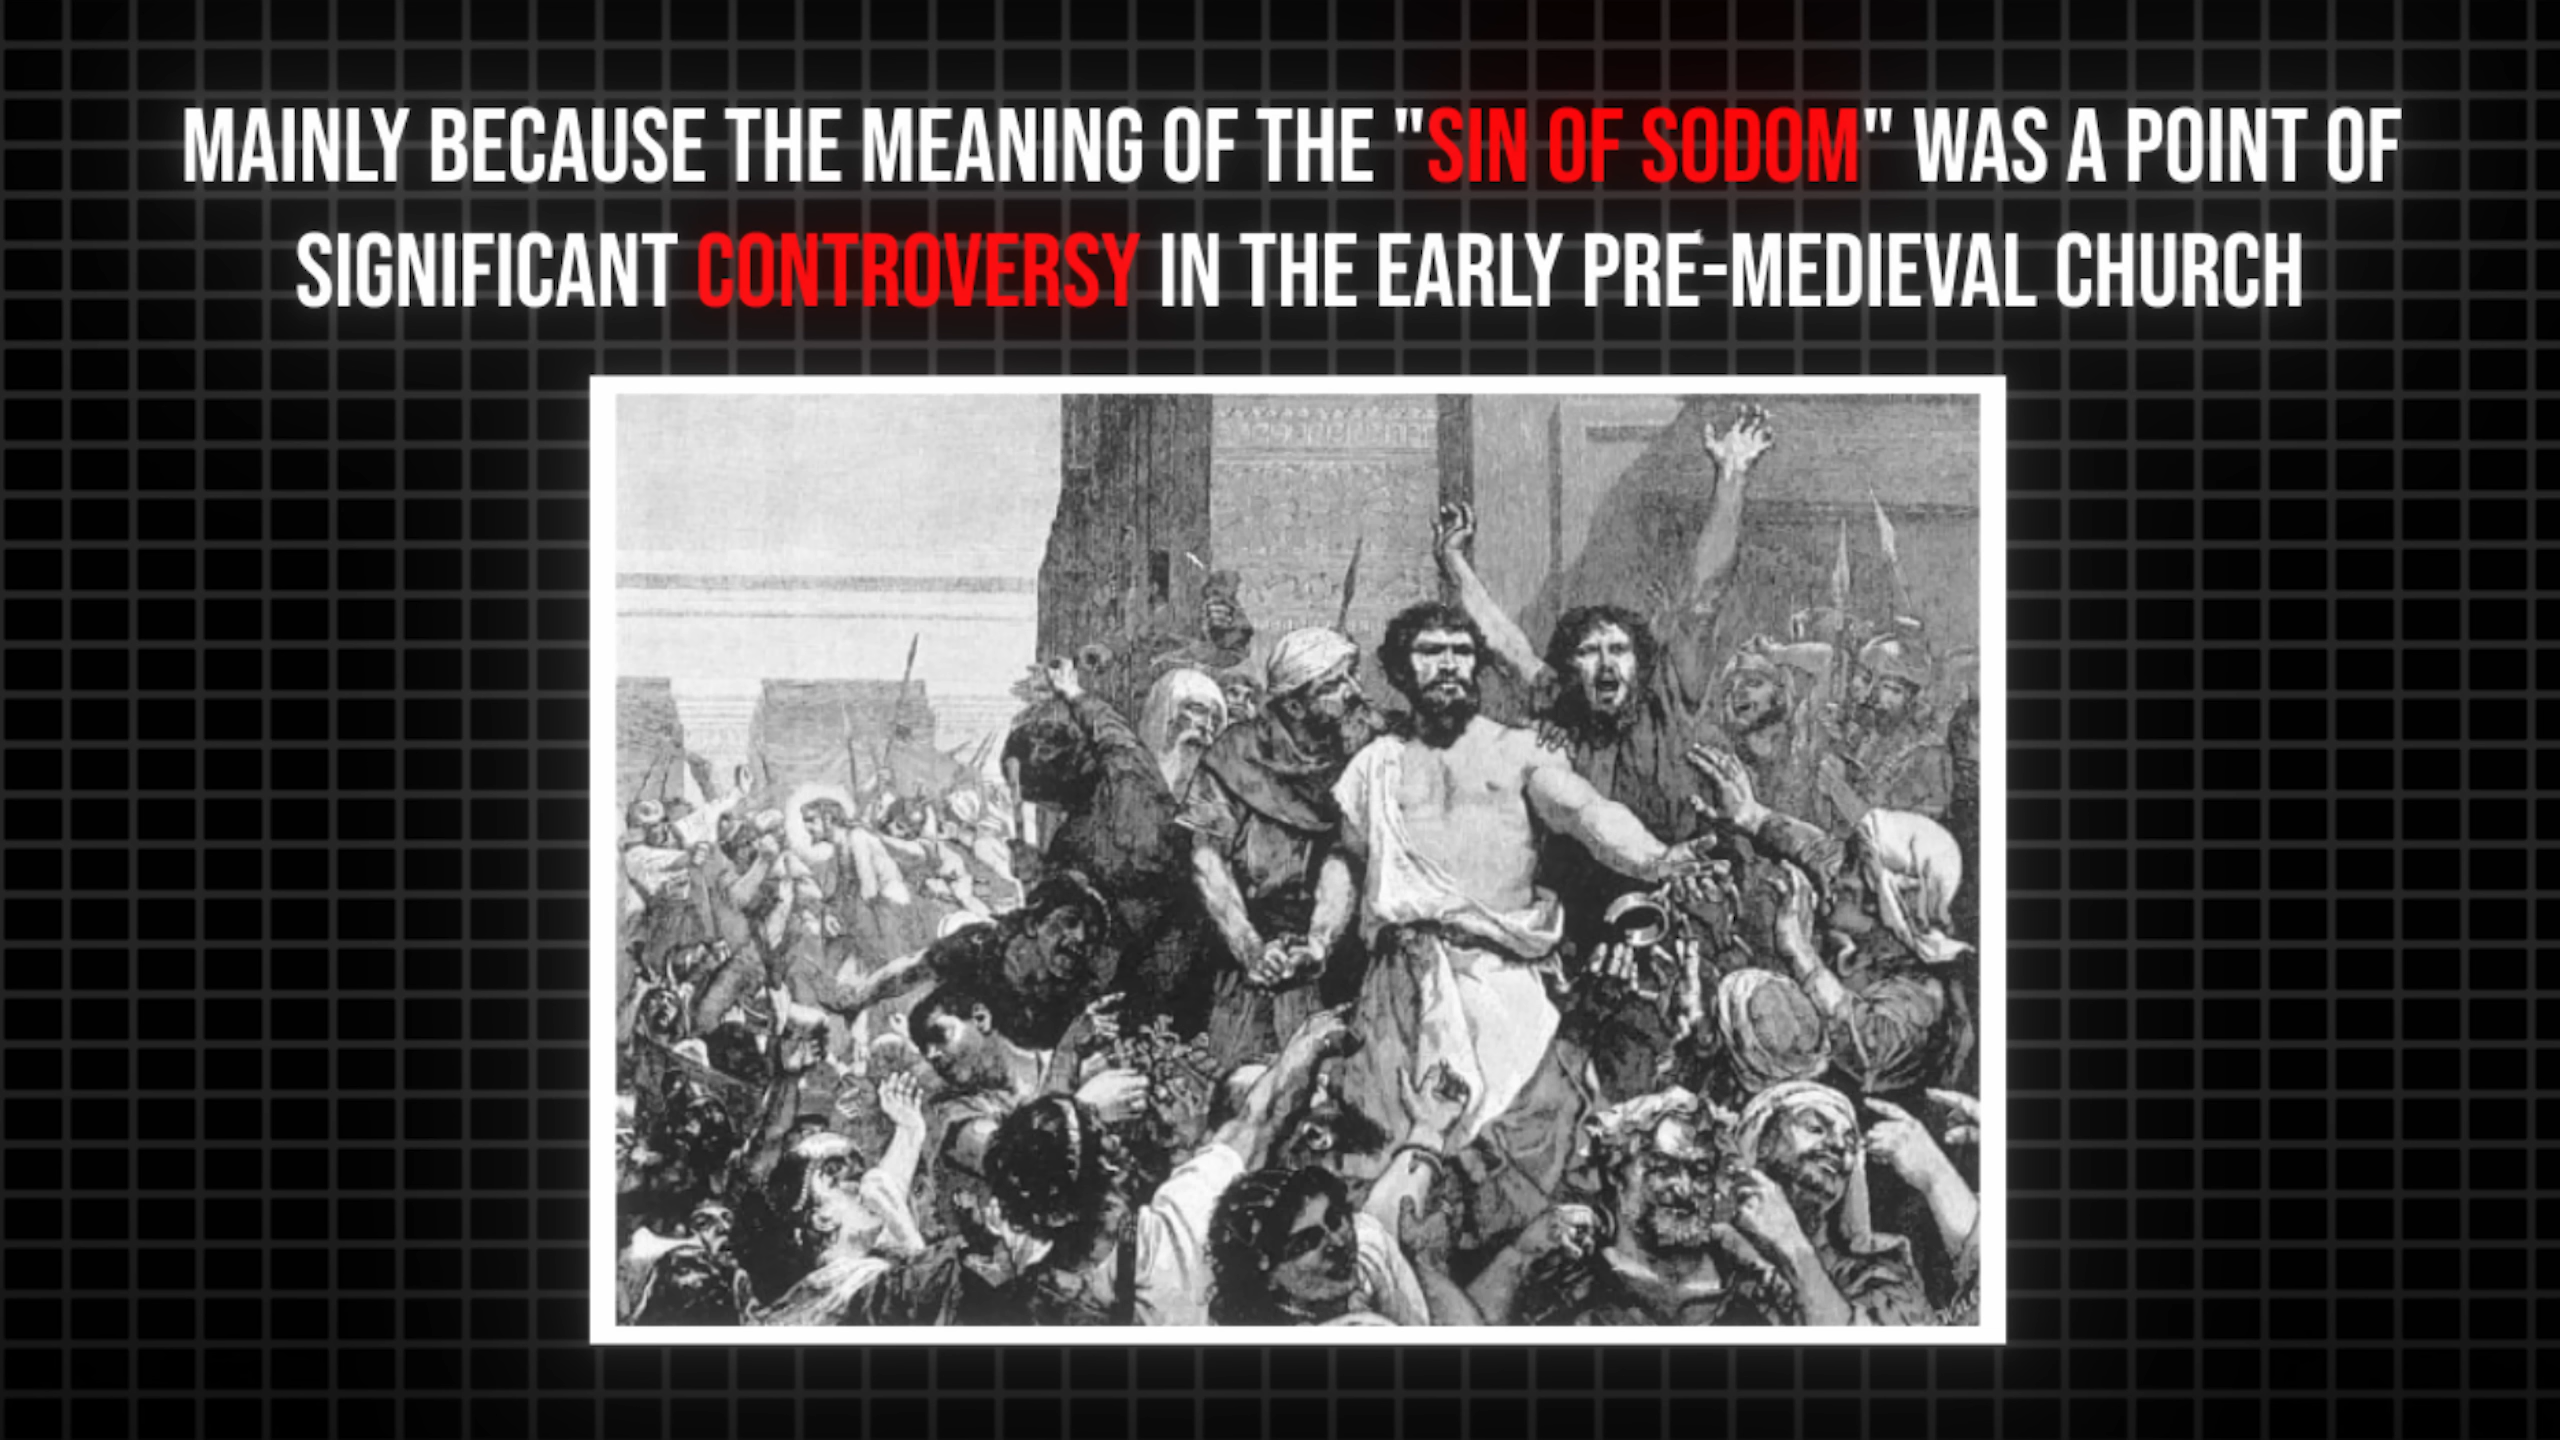 MAINLY BECAUSE THE MEANING OF THE "SIN OF SODOM" WAS A POINT OF
SIGNIFICANT CONTROVERSY IN THE EARLY PRE-MEDIEVAL CHURCH